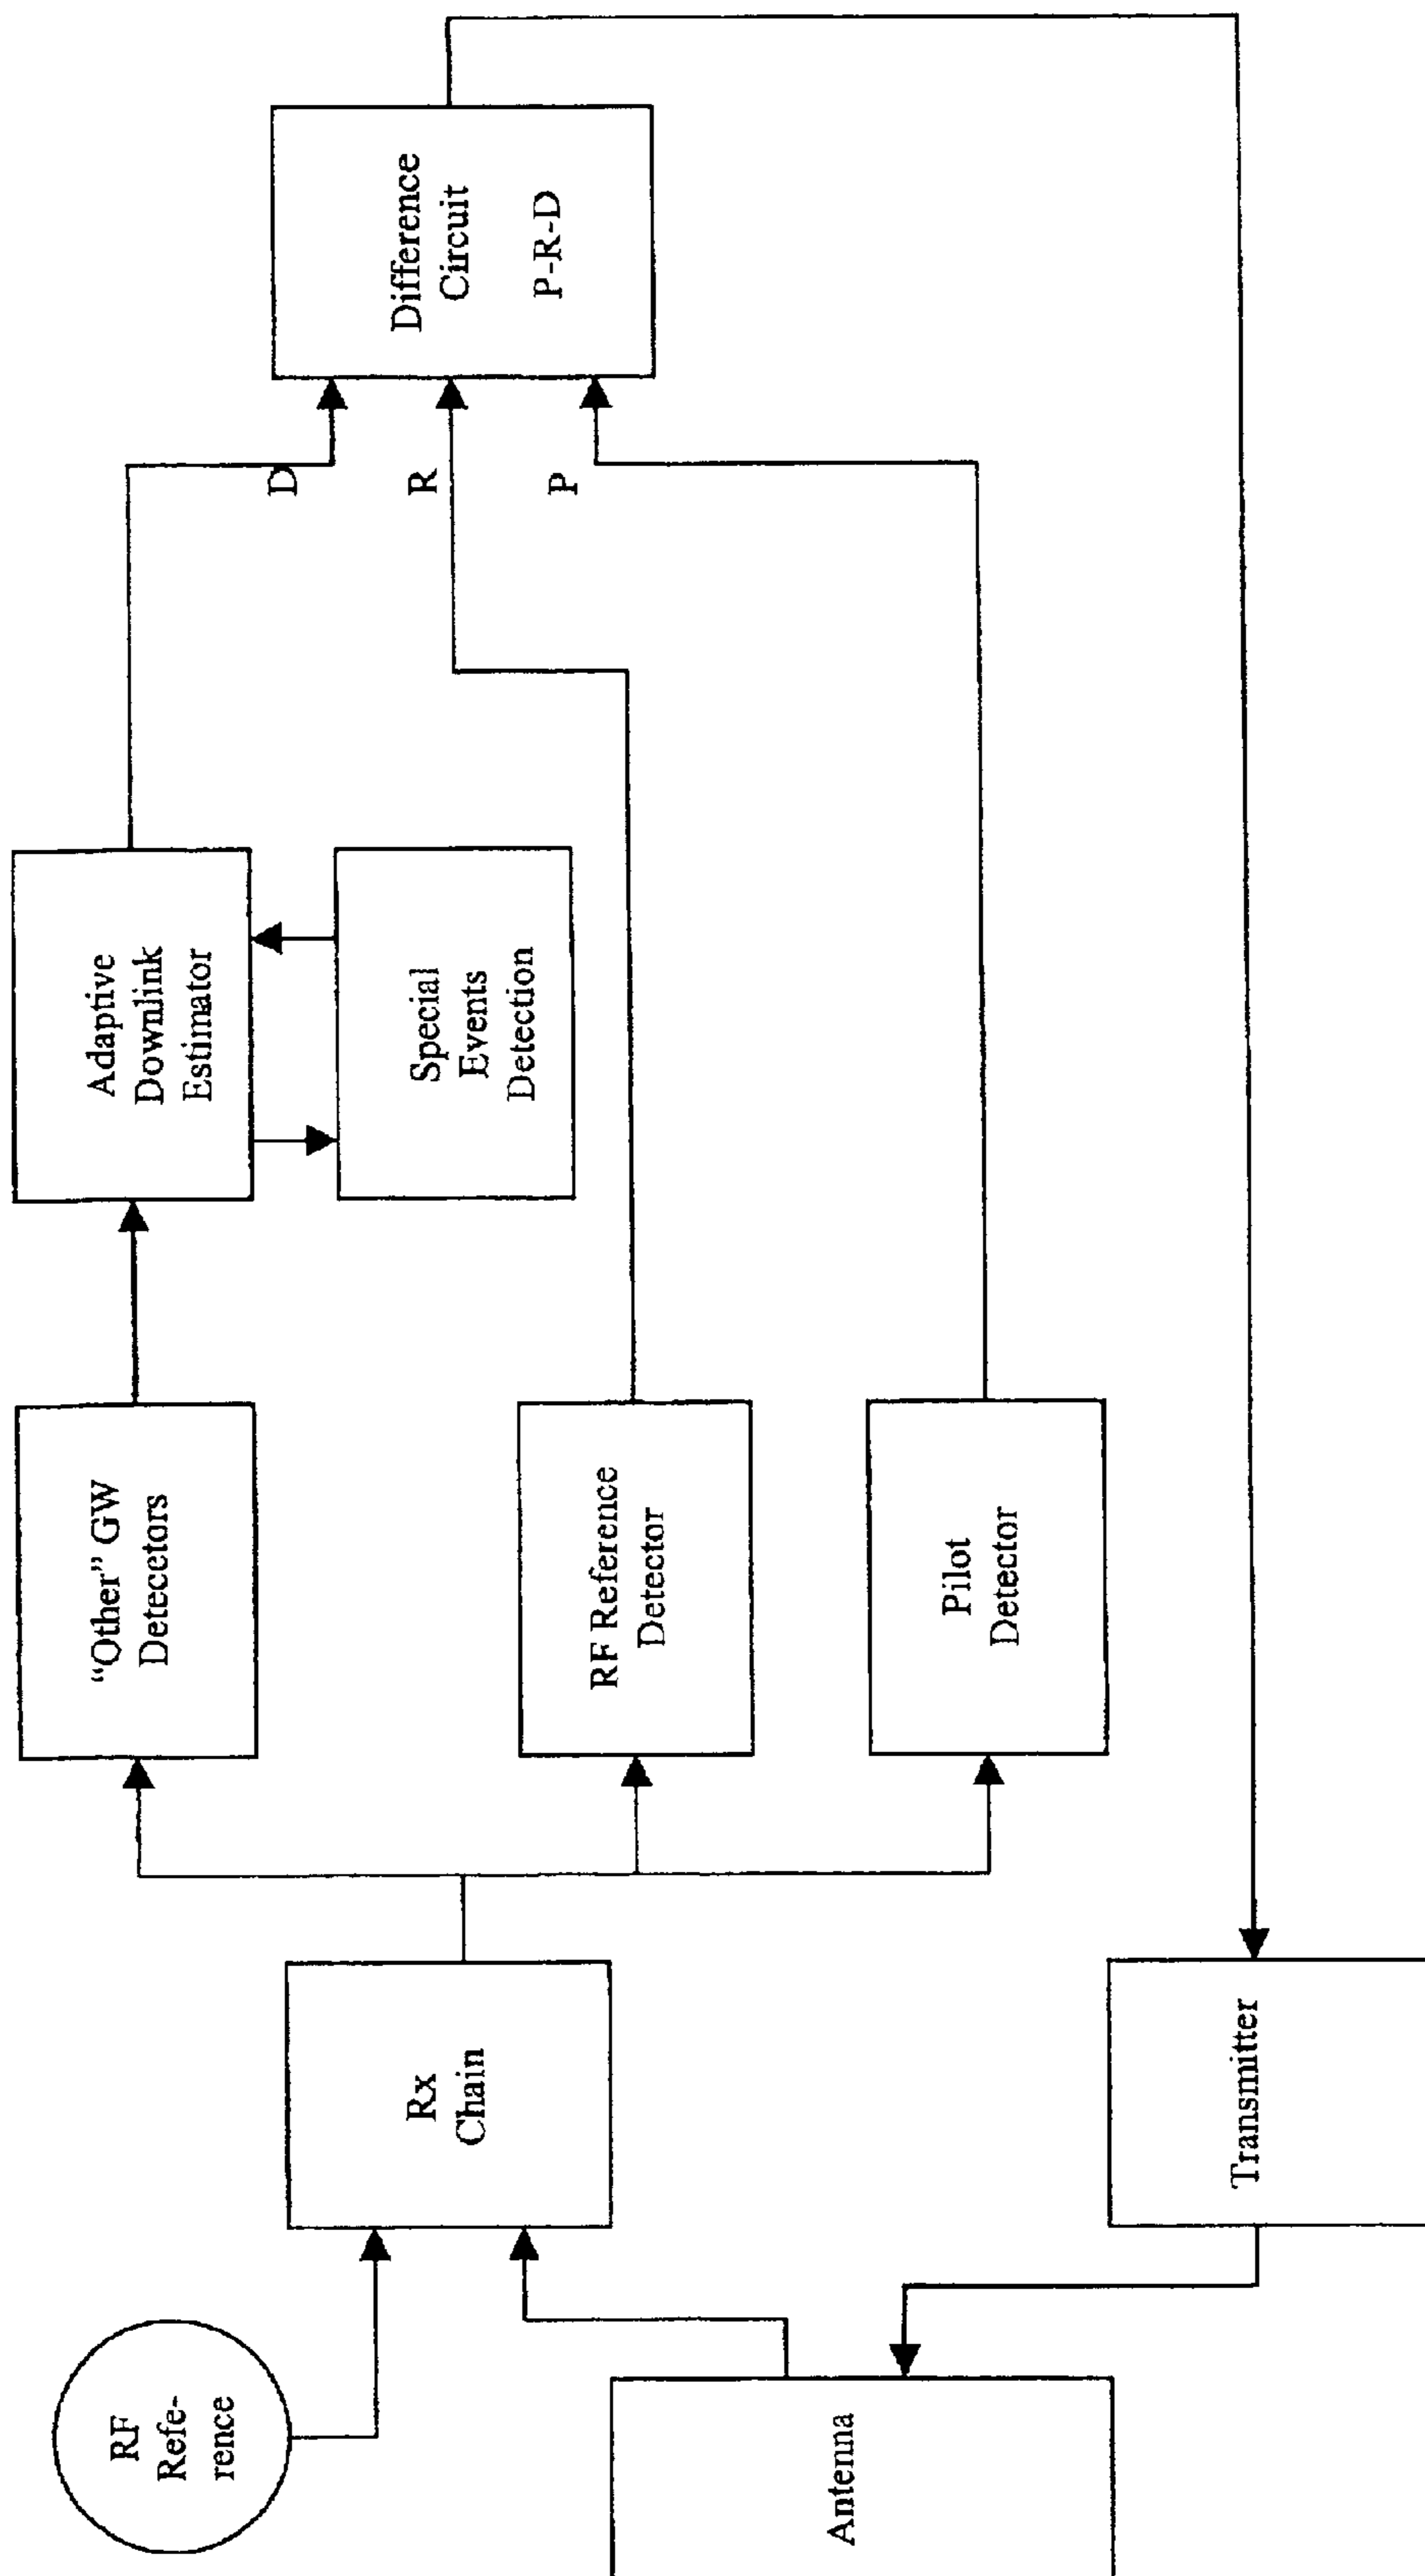 RF
Refe-
rence
Antenna
Rx
Chain
Transmitter
“Other” GW
Detecetors
RF Reference
Detector
Pilot
Detector
Adaptive
Downlink
Estimator
Special
Events
Detection
D
R
P
Difference
Circuit
P-R-D